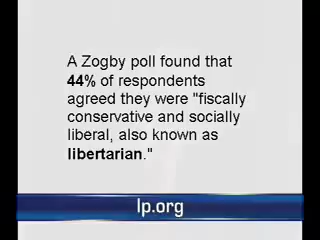 A Zogby poll found that
44% of respondents
agreed they were "fiscally
conservative and socially
liberal, also known as
libertarian."
lp.org